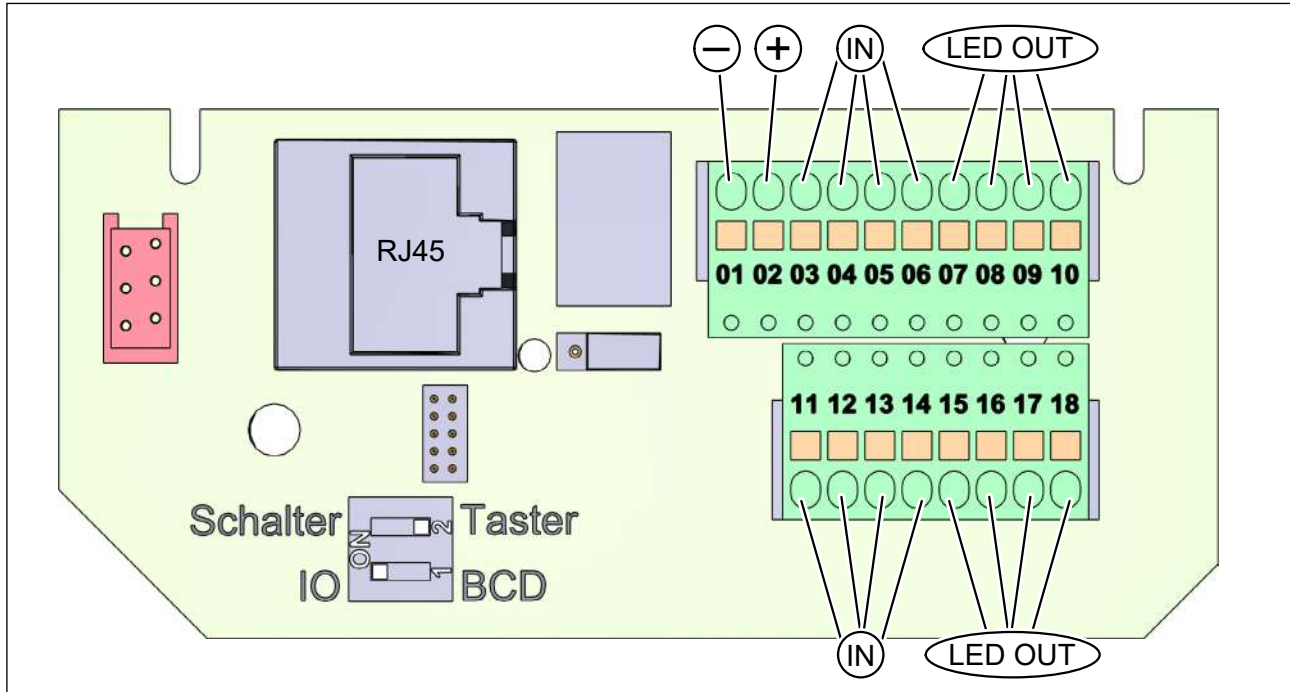 − + IN LED OUT
RJ45
01 02 03 04 05 06 07 08 09 10
11 12 13 14 15 16 17 18
Schalter ON 2 Taster
IO 1 BCD
IN LED OUT